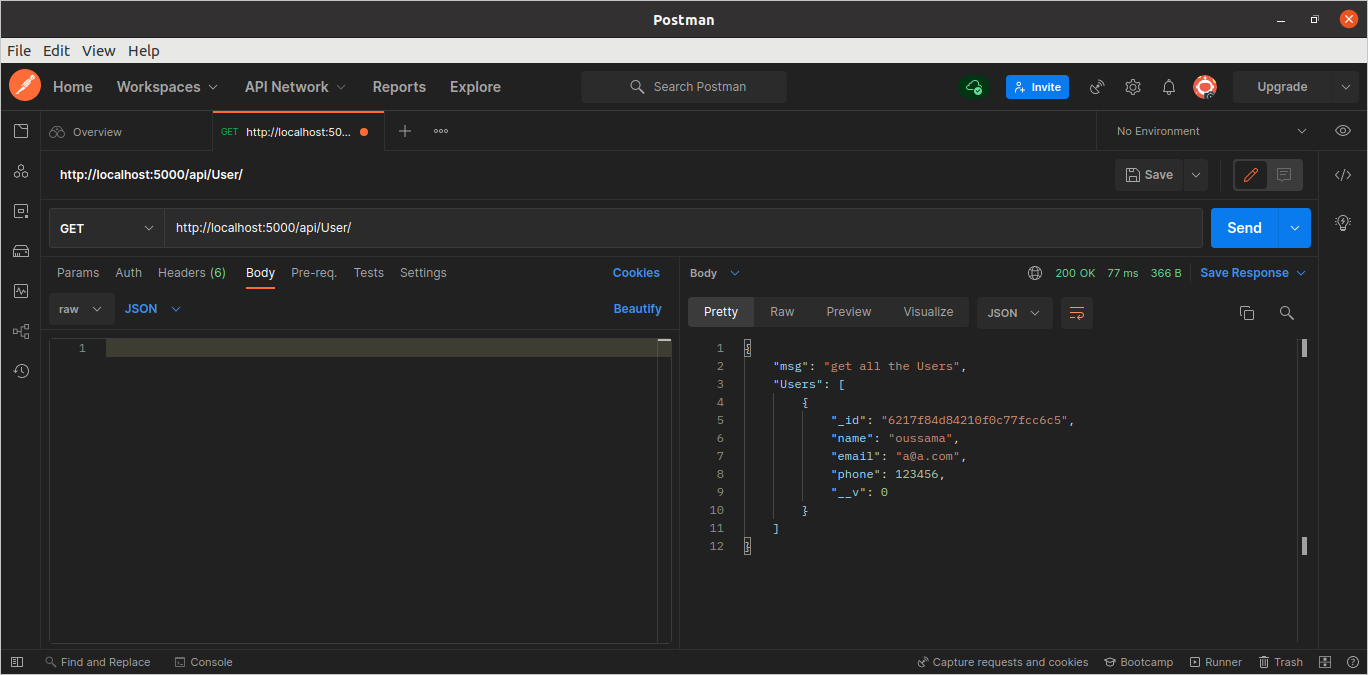 Postman
File Edit View Help
Home Workspaces API Network Reports Explore Search Postman Invite Upgrade
Overview GET http://localhost:50... No Environment
http://localhost:5000/api/User/ Save
GET http://localhost:5000/api/User/ Send
Params Auth Headers (6) Body Pre-req. Tests Settings Cookies
raw JSON Beautify
1
Body 200 OK 77 ms 366 B Save Response
Pretty Raw Preview Visualize JSON
1 {
2 "msg": "get all the Users",
3 "Users": [
4 {
5 "_id": "6217f84d84210f0c77fcc6c5",
6 "name": "oussama",
7 "email": "a@a.com",
8 "phone": 123456,
9 "__v": 0
10 }
11 ]
12 }
Find and Replace Console Capture requests and cookies Bootcamp Runner Trash